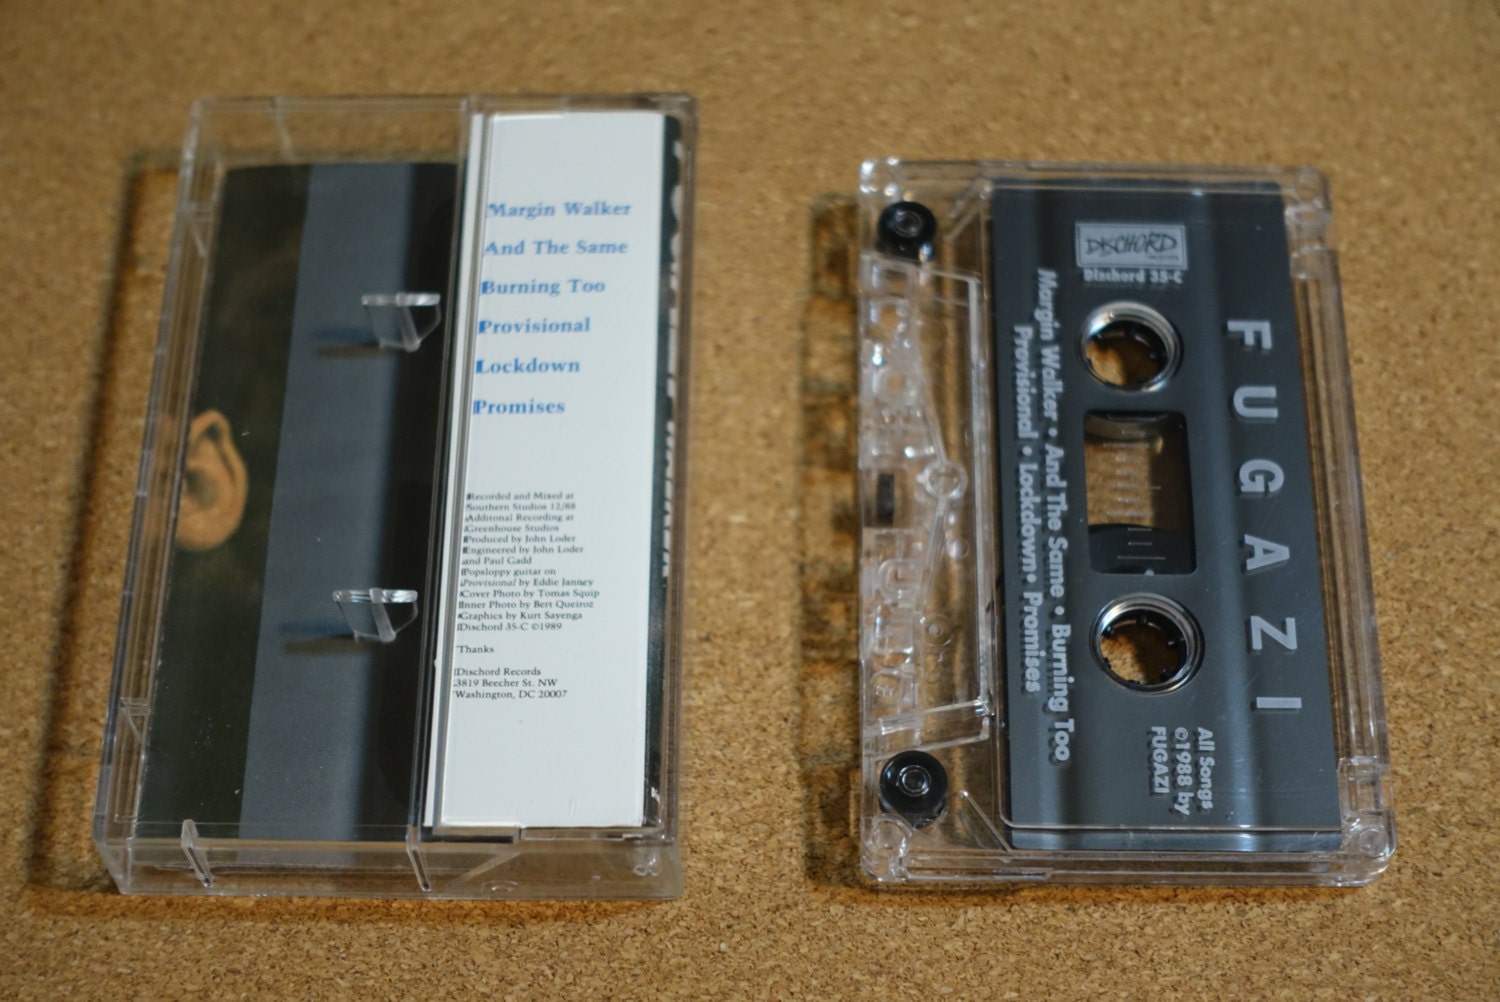 Margin Walker
And The Same
Burning Too
Provisional
Lockdown
Promises
Recorded and Mixed at
Southern Studios 12/88
Additonal Recording at
Greenhouse Studios
Produced by John Loder
Engineered by John Loder
and Paul Gadd
Popsloppy guitar on
Provisional by Eddie Janney
Cover Photo by Tomas Squip
Inner Photo by Bert Queiroz
Graphics by Kurt Sayenga
Dischord 35-C ©1989
Thanks
Dischord Records
3819 Beecher St. NW
Washington, DC 20007
DISCHORD
records
Dischord 35-C
FUGAZI
Margin Walker • And The Same • Burning Too
Provisional • Lockdown • Promises
All Songs
©1988 by
FUGAZI